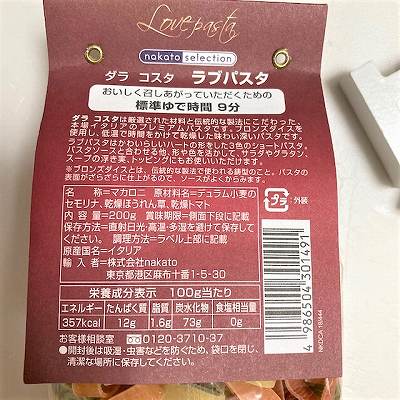 Love pasta
nakato selection
ダラ コスタ ラブパスタ
おいしく召しあがっていただくための
標準ゆで時間 9分
ダラ コスタは厳選された材料と伝統的な製法にこだわった、
本場イタリアのプレミアムパスタです。ブロンズダイスを
使用し、低温で時間をかけて乾燥した味わい深いパスタです。
ラブパスタはかわいらしいハートの形をした3色のショートパスタ。
パスタソースと合わせる他、形や色を活かして、サラダやグラタン、
スープの浮き実、トッピングにもお使いいただけます。
※ブロンズダイスとは、伝統的製法で使われる鋳型のこと。パスタの
表面がざらざらに仕上がるので、ソースがよくからみます。
名 称=マカロニ 原材料名=デュラム小麦の
セモリナ、乾燥ほうれん草、乾燥トマト
内容量=200g 賞味期限=側面下段に記載
保存方法=直射日光・高温・多湿を避けて保存して
ください。 調理方法=ラベル上部に記載
原産国名=イタリア
輸 入 者=株式会社nakato
東京都港区麻布十番1-5-30
プラ 外装
栄養成分表示 100g当たり
エネルギー たんぱく質 脂質 炭水化物 食塩相当量
357kcal 12g 1.6g 73g 0g
お客様相談室 0120-3710-37
●開封後は吸湿・虫害などを防ぐため、袋口を閉じ、
清潔な場所に保存してください。
4 986504 301491